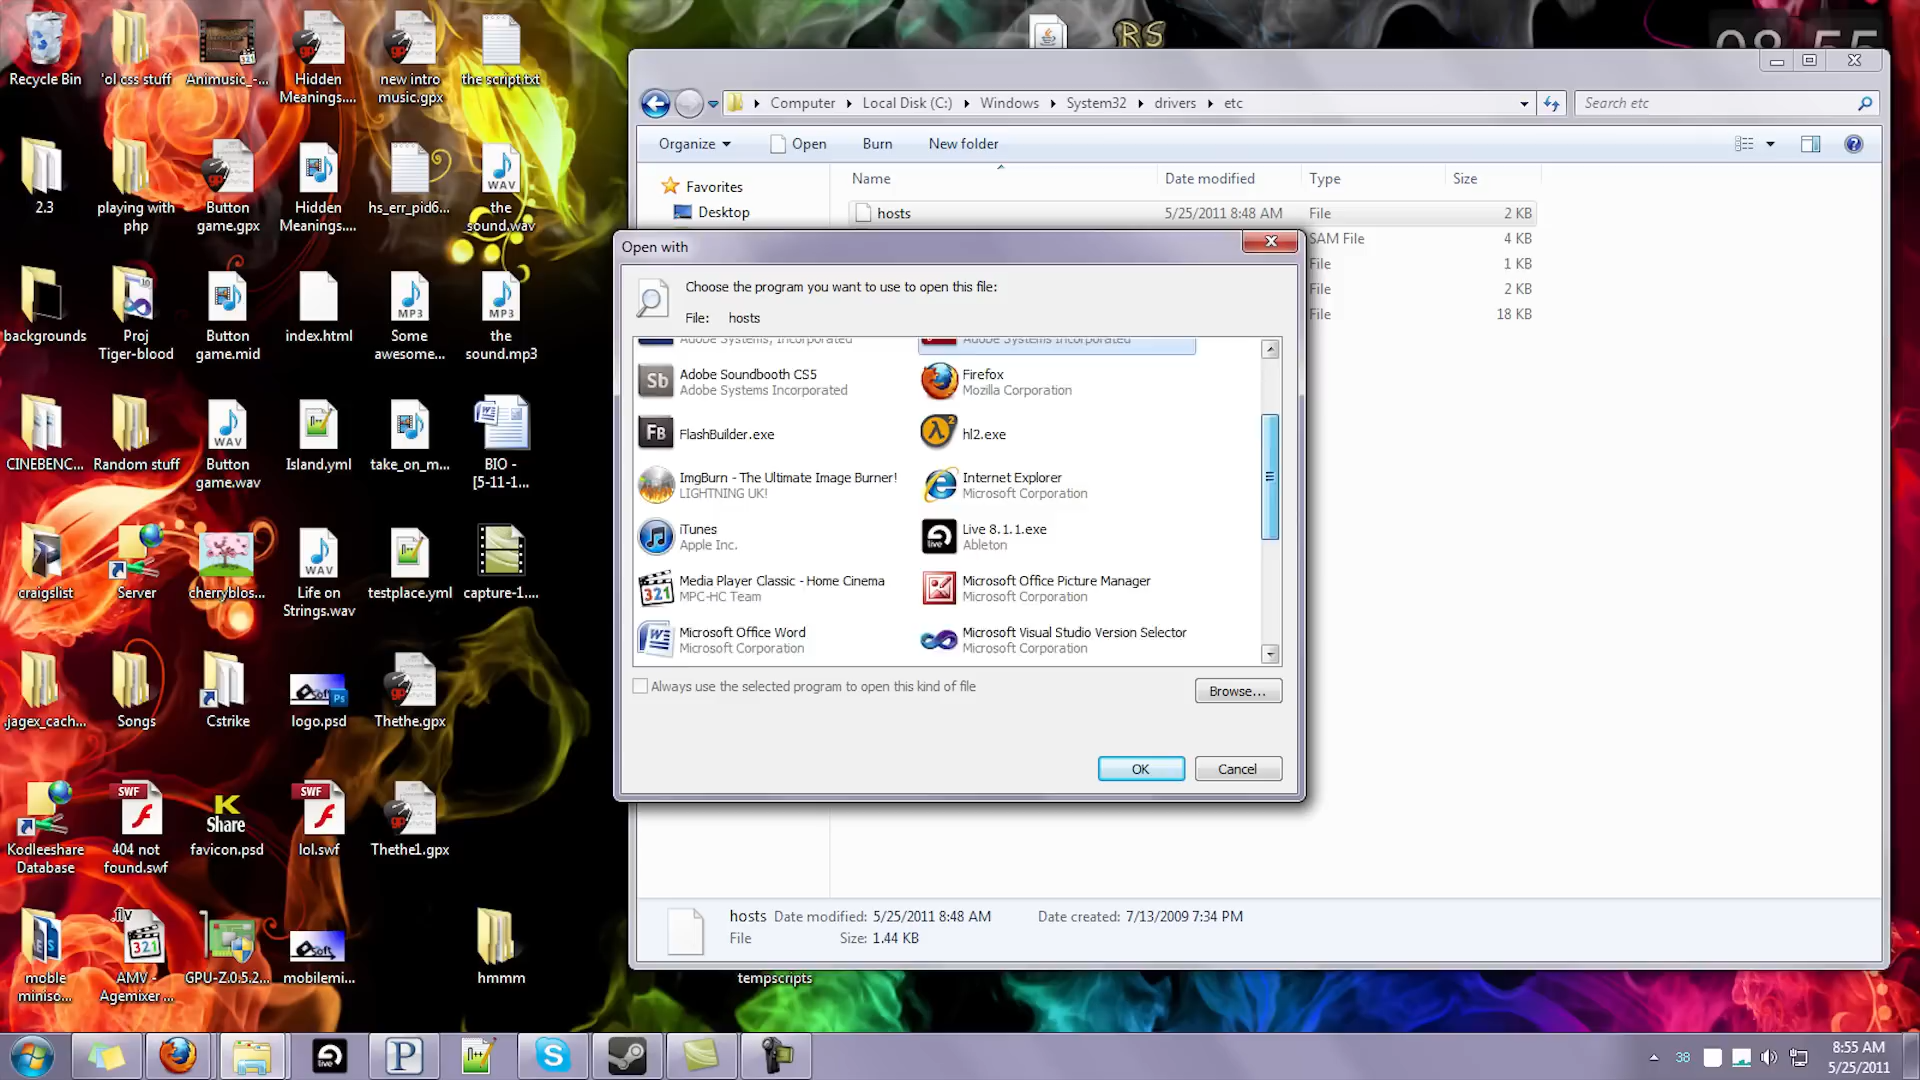 Recycle Bin
'ol css stuff
Animusic_-...
Hidden
Meanings....
new intro
music.gpx
the script.txt
2.3
playing with
php
Button
game.gpx
Hidden
Meanings....
hs_err_pid6...
the
sound.wav
backgrounds
Proj
Tiger-blood
Button
game.mid
index.html
Some
awesome...
the
sound.mp3
CINEBENC...
Random stuff
Button
game.wav
Island.yml
take_on_m...
BIO -
[5-11-1...
craigslist
Server
cherryblos...
Life on
Strings.wav
testplace.yml
capture-1....
.jagex_cach...
Songs
Cstrike
logo.psd
Thethe.gpx
Kodleeshare
Database
404 not
found.swf
K
Share
favicon.psd
lol.swf
Thethe1.gpx
moble
miniso...
AMV -
Agemixer ...
GPU-Z.0.5.2...
mobilemi...
hmmm
tempscripts
RS
08 55
Computer
Local Disk (C:)
Windows
System32
drivers
etc
Search etc
Organize
Open
Burn
New folder
Favorites
Desktop
Name
Date modified
Type
Size
hosts
5/25/2011 8:48 AM
File
2 KB
SAM File
4 KB
File
1 KB
File
2 KB
File
18 KB
Open with
Choose the program you want to use to open this file:
File: hosts
Adobe Systems, Incorporated
Adobe Systems Incorporated
Adobe Soundbooth CS5
Adobe Systems Incorporated
Firefox
Mozilla Corporation
FlashBuilder.exe
hl2.exe
ImgBurn - The Ultimate Image Burner!
LIGHTNING UK!
Internet Explorer
Microsoft Corporation
iTunes
Apple Inc.
Live 8.1.1.exe
Ableton
Media Player Classic - Home Cinema
MPC-HC Team
Microsoft Office Picture Manager
Microsoft Corporation
Microsoft Office Word
Microsoft Corporation
Microsoft Visual Studio Version Selector
Microsoft Corporation
Always use the selected program to open this kind of file
Browse...
OK
Cancel
hosts Date modified: 5/25/2011 8:48 AM
Date created: 7/13/2009 7:34 PM
File
Size: 1.44 KB
38
8:55 AM
5/25/2011